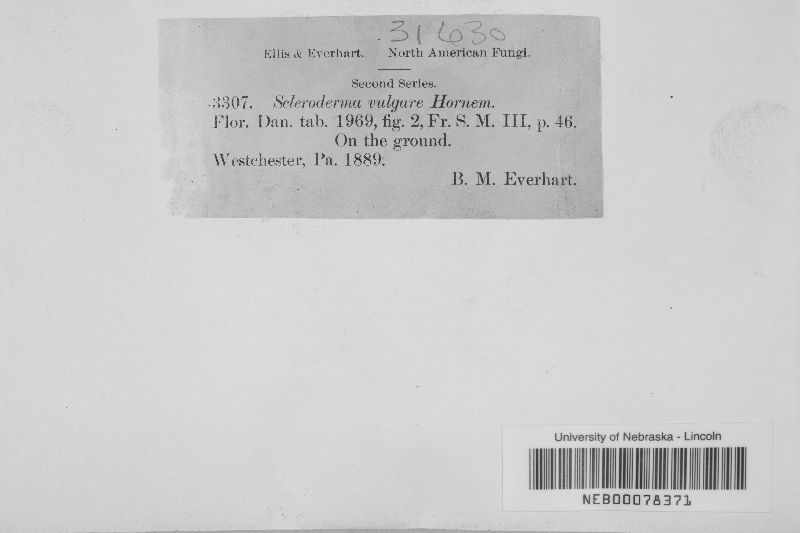 31630
Ellis & Everhart. North American Fungi.
Second Series.
3307. Scleroderma vulgare Hornem.
Flor. Dan. tab. 1969, fig. 2, Fr. S. M. III, p. 46.
On the ground.
Westchester, Pa. 1889.
B. M. Everhart.
University of Nebraska - Lincoln
NEB00078371